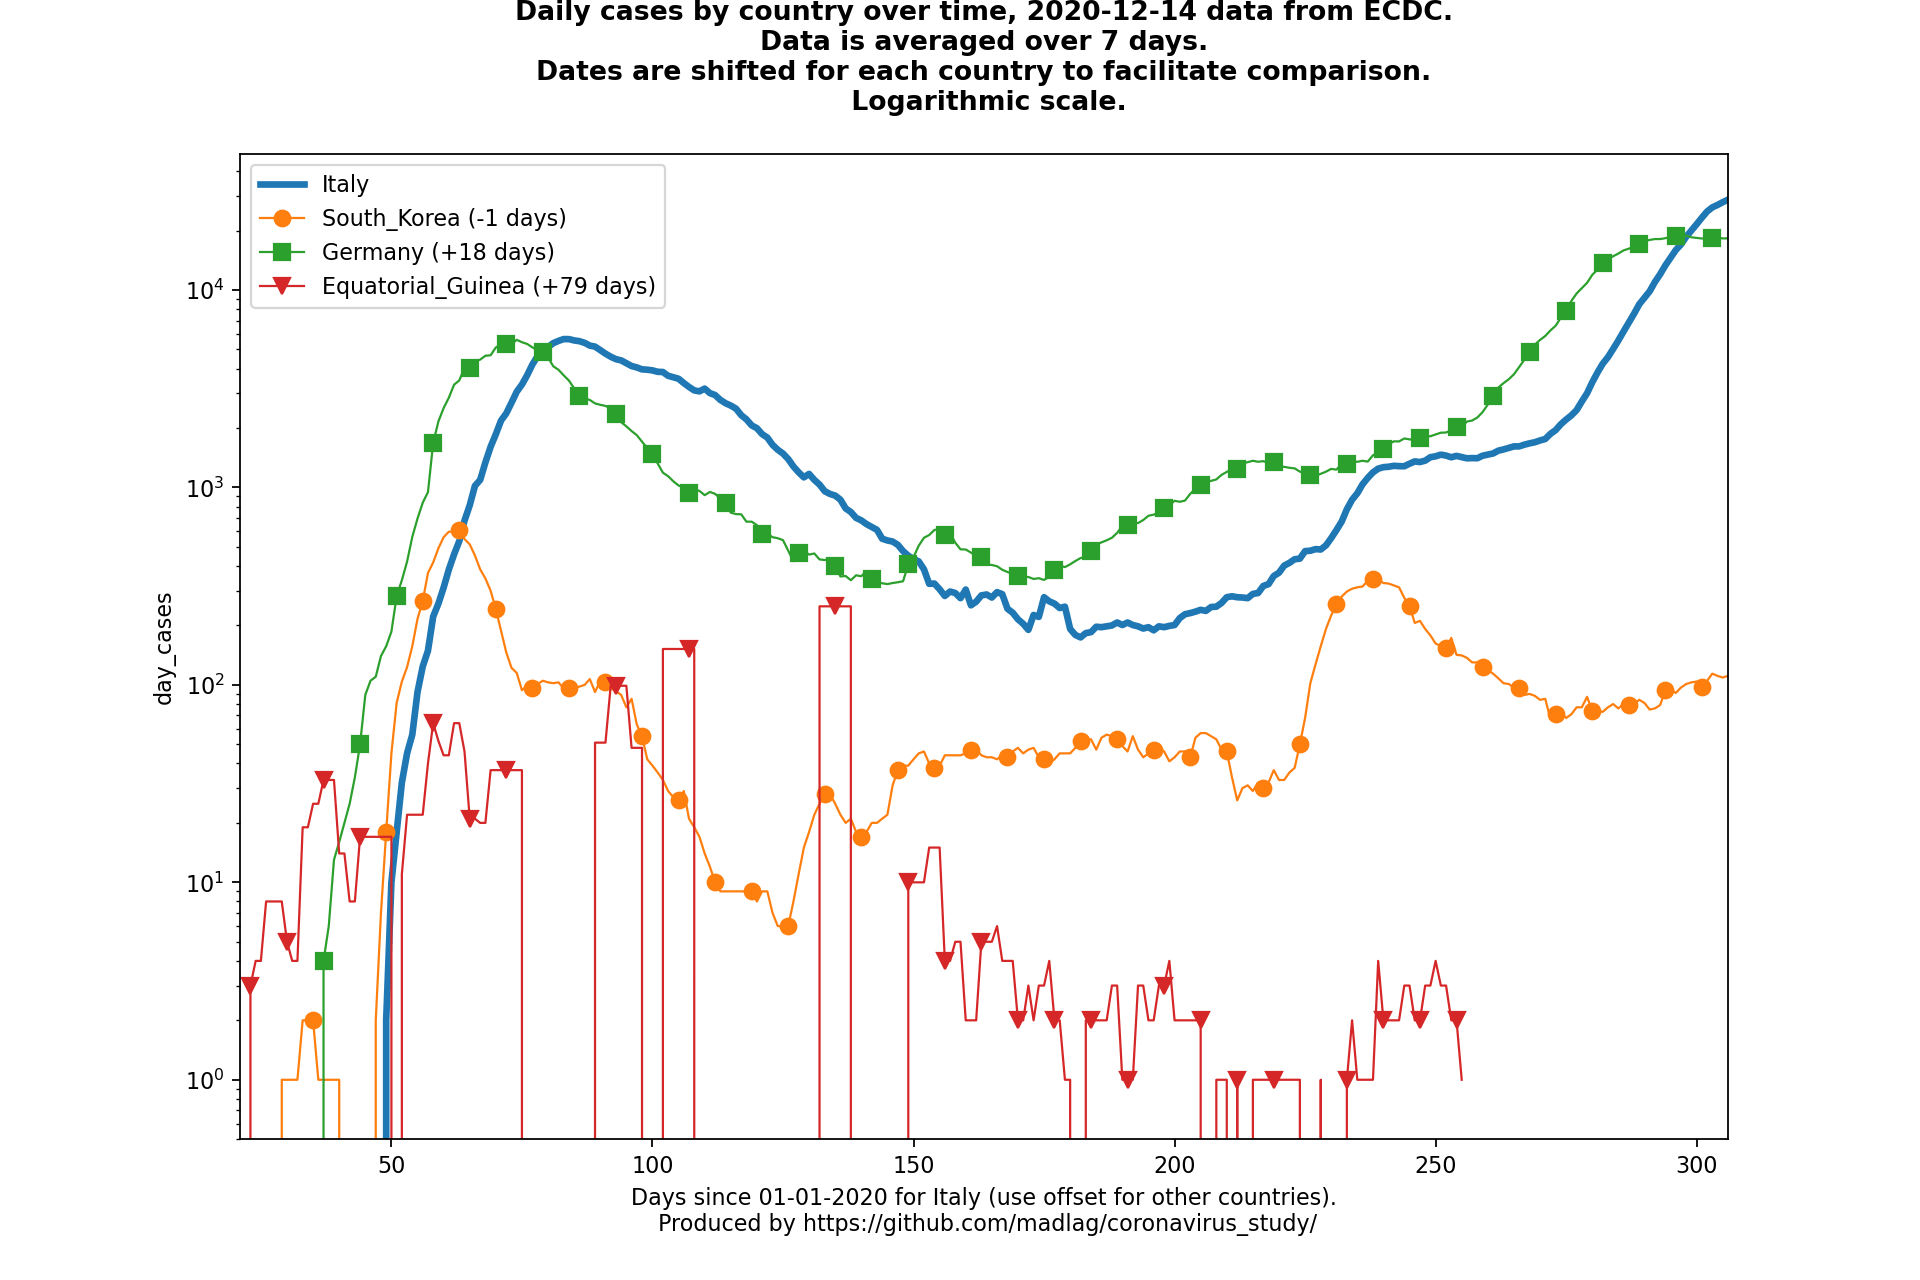 Daily cases by country over time, 2020-12-14 data from ECDC.
Data is averaged over 7 days.
Dates are shifted for each country to facilitate comparison.
Logarithmic scale.
Italy
South_Korea (-1 days)
Germany (+18 days)
Equatorial_Guinea (+79 days)
10⁴
10³
10²
10¹
10⁰
day_cases
50
100
150
200
250
300
Days since 01-01-2020 for Italy (use offset for other countries).
Produced by https://github.com/madlag/coronavirus_study/